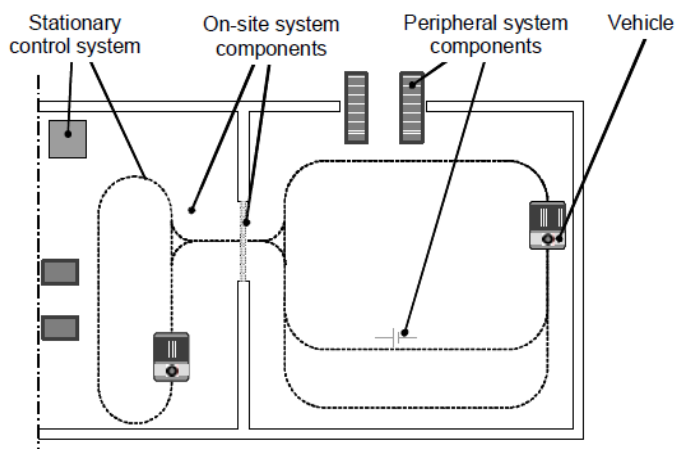 Stationary
control system
On-site system
components
Peripheral system
components
Vehicle